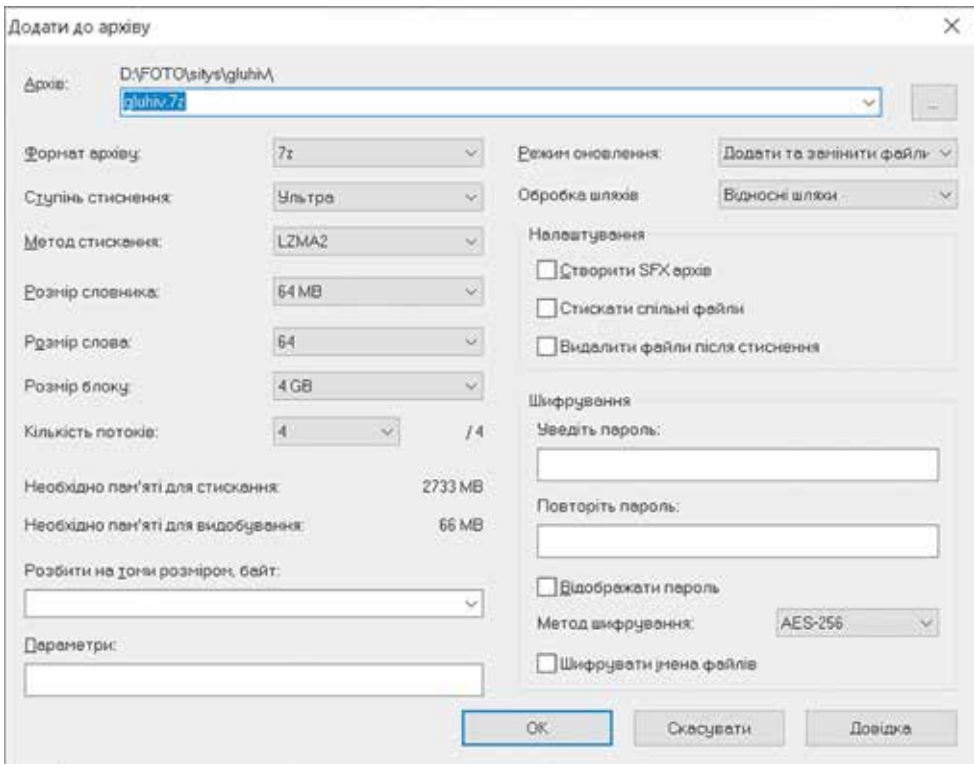 Додати до архіву
Архів:
D:\FOTO\sitys\gluhiv\
gluhiv.7z
...
Формат архіву:
7z
Ступінь стиснення:
Ультра
Метод стискання:
LZMA2
Розмір словника:
64 MB
Розмір слова:
64
Розмір блоку:
4 GB
Кількість потоків:
4
/ 4
Необхідно пам'яті для стискання:
2733 MB
Необхідно пам'яті для видобування:
66 MB
Розбити на томи розміром, байт:
Параметри:
Режим оновлення:
Додати та замінити файли
Обробка шляхів
Відносні шляхи
Налаштування
Створити SFX архів
Стискати спільні файли
Видалити файли після стиснення
Шифрування
Уведіть пароль:
Повторіть пароль:
Відображати пароль
Метод шифрування:
AES-256
Шифрувати імена файлів
OK
Скасувати
Довідка